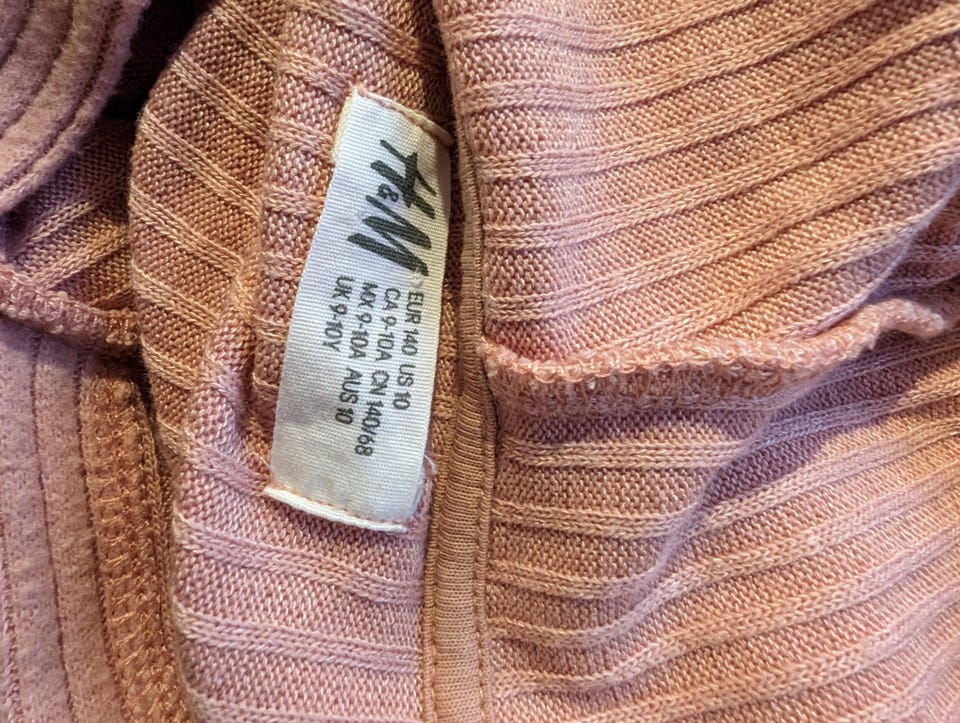 H&M
EUR 140 US 10
CA 9-10A CN 140/68
MX 9-10A AUS 10
UK 9-10Y